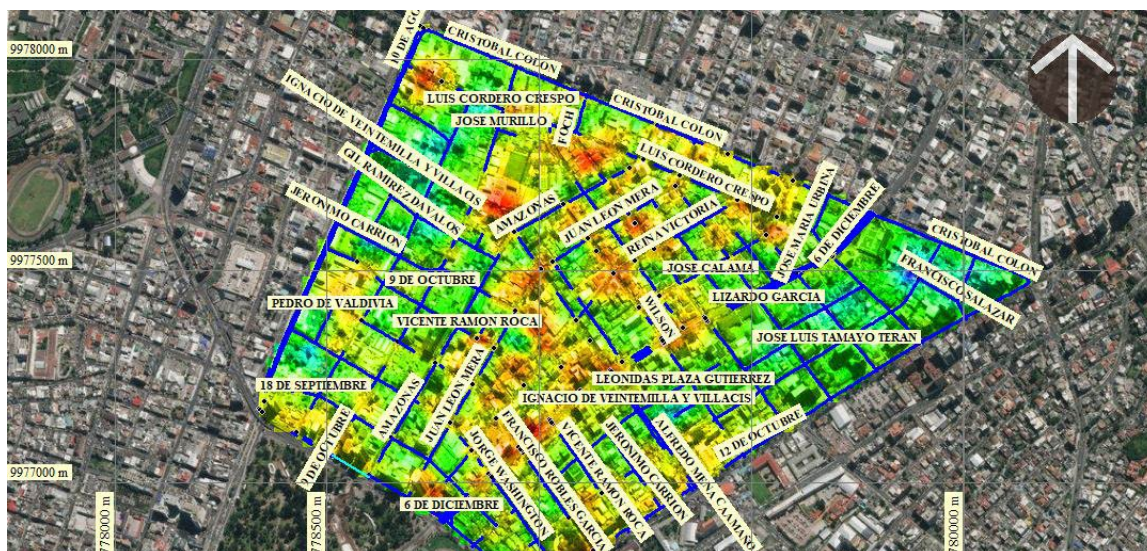 9978000 m
10 DE AGO
CRISTOBAL COLON
IGNACIO DE VEINTEMILLA Y VILLACIS
LUIS CORDERO CRESPO
JOSE MURILLO
FOCH
CRISTOBAL COLON
LUIS CORDERO CRESPO
GIL RAMIREZ DAVALOS
JERONIMO CARRION
AMAZONAS
JUAN LEON MERA
REINA VICTORIA
JOSE MARIA URBINA
6 DE DICIEMBRE
CRISTOBAL COLON
9977500 m
9 DE OCTUBRE
JOSE CALAMA
FRANCISCO SALAZAR
PEDRO DE VALDIVIA
LIZARDO GARCIA
VICENTE RAMON ROCA
WILSON
JOSE LUIS TAMAYO TERAN
18 DE SEPTIEMBRE
AMAZONAS
JUAN LEON MERA
LEONIDAS PLAZA GUTIERREZ
IGNACIO DE VEINTEMILLA Y VILLACIS
9 DE OCTUBRE
JORGE WASHINGTON
FRANCISCO ROBLES GARCIA
VICENTE RAMON ROCA
JERONIMO CARRION
ALFREDO MENA CAAMAÑO
12 DE OCTUBRE
9977000 m
6 DE DICIEMBRE
778000 m
778500 m
780000 m